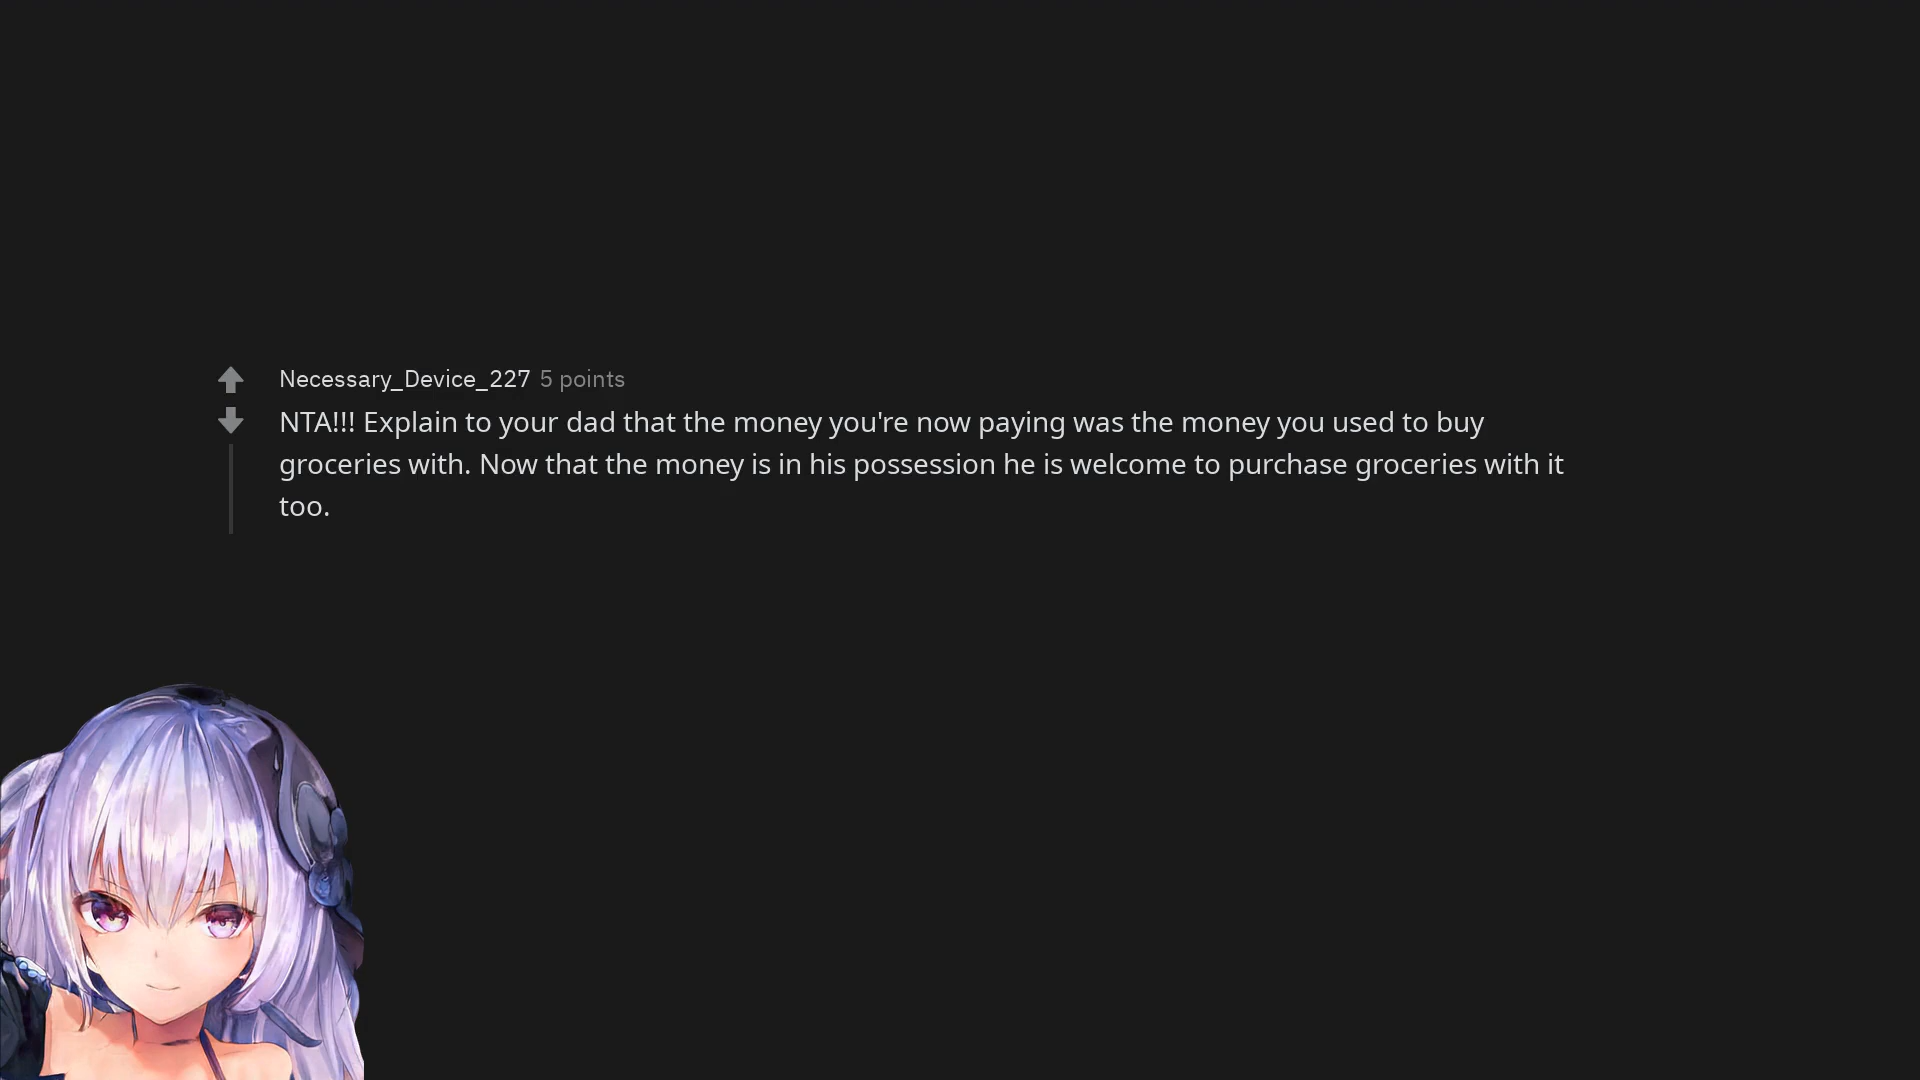 Necessary_Device_227 5 points
NTA!!! Explain to your dad that the money you're now paying was the money you used to buy
groceries with. Now that the money is in his possession he is welcome to purchase groceries with it
too.